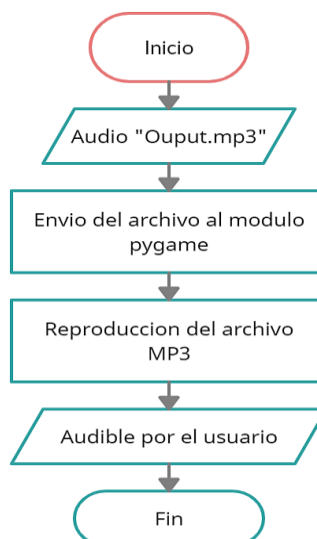 Inicio
Audio "Ouput.mp3"
Envio del archivo al modulo
pygame
Reproduccion del archivo
MP3
Audible por el usuario
Fin